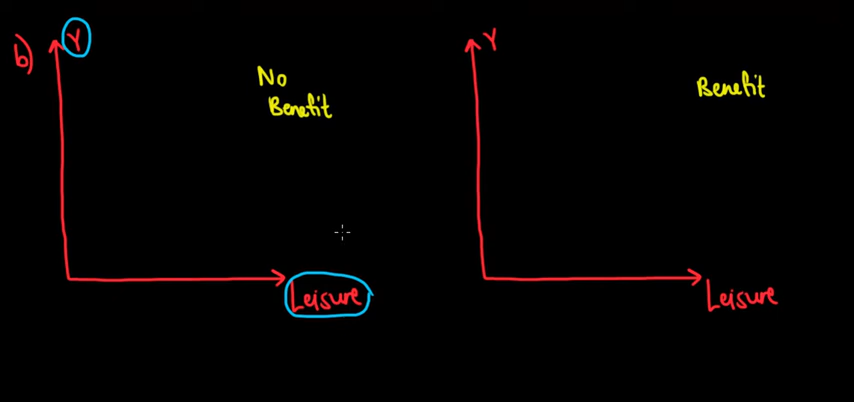 b)
Y
No
Benefit
Leisure
Y
Benefit
Leisure